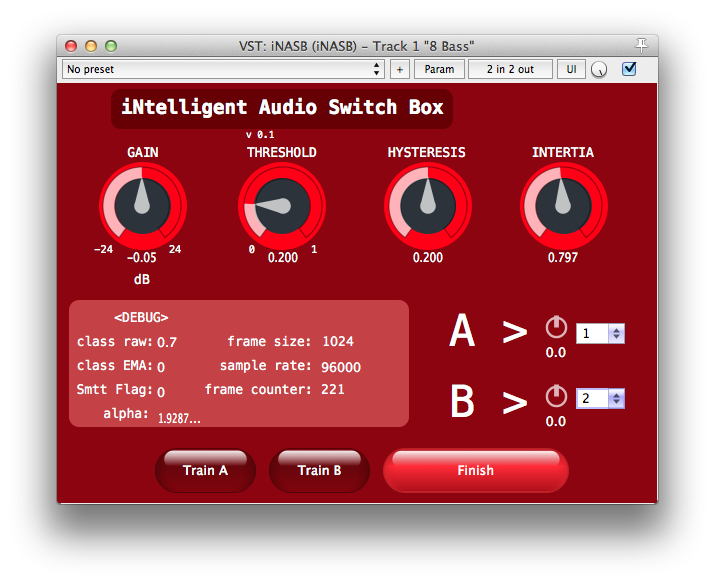 VST: iNASB (iNASB) – Track 1 "8 Bass"
No preset + Param 2 in 2 out UI
iNtelligent Audio Switch Box
v 0.1
GAIN THRESHOLD HYSTERESIS INTERTIA
-24 24 0 1
-0.05 0.200 0.200 0.797
dB
<DEBUG>
class raw: 0.7 frame size: 1024
class EMA: 0 sample rate: 96000
Smtt Flag: 0 frame counter: 221
alpha: 1.9287...
A > 1
0.0
B > 2
0.0
Train A Train B Finish